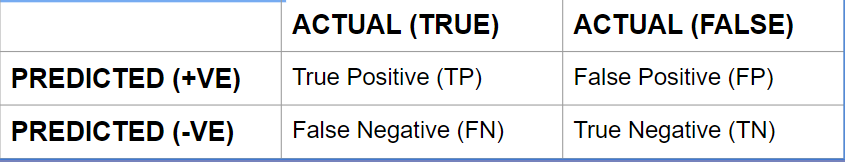 ACTUAL (TRUE) ACTUAL (FALSE)
PREDICTED (+VE) True Positive (TP) False Positive (FP)
PREDICTED (-VE) False Negative (FN) True Negative (TN)